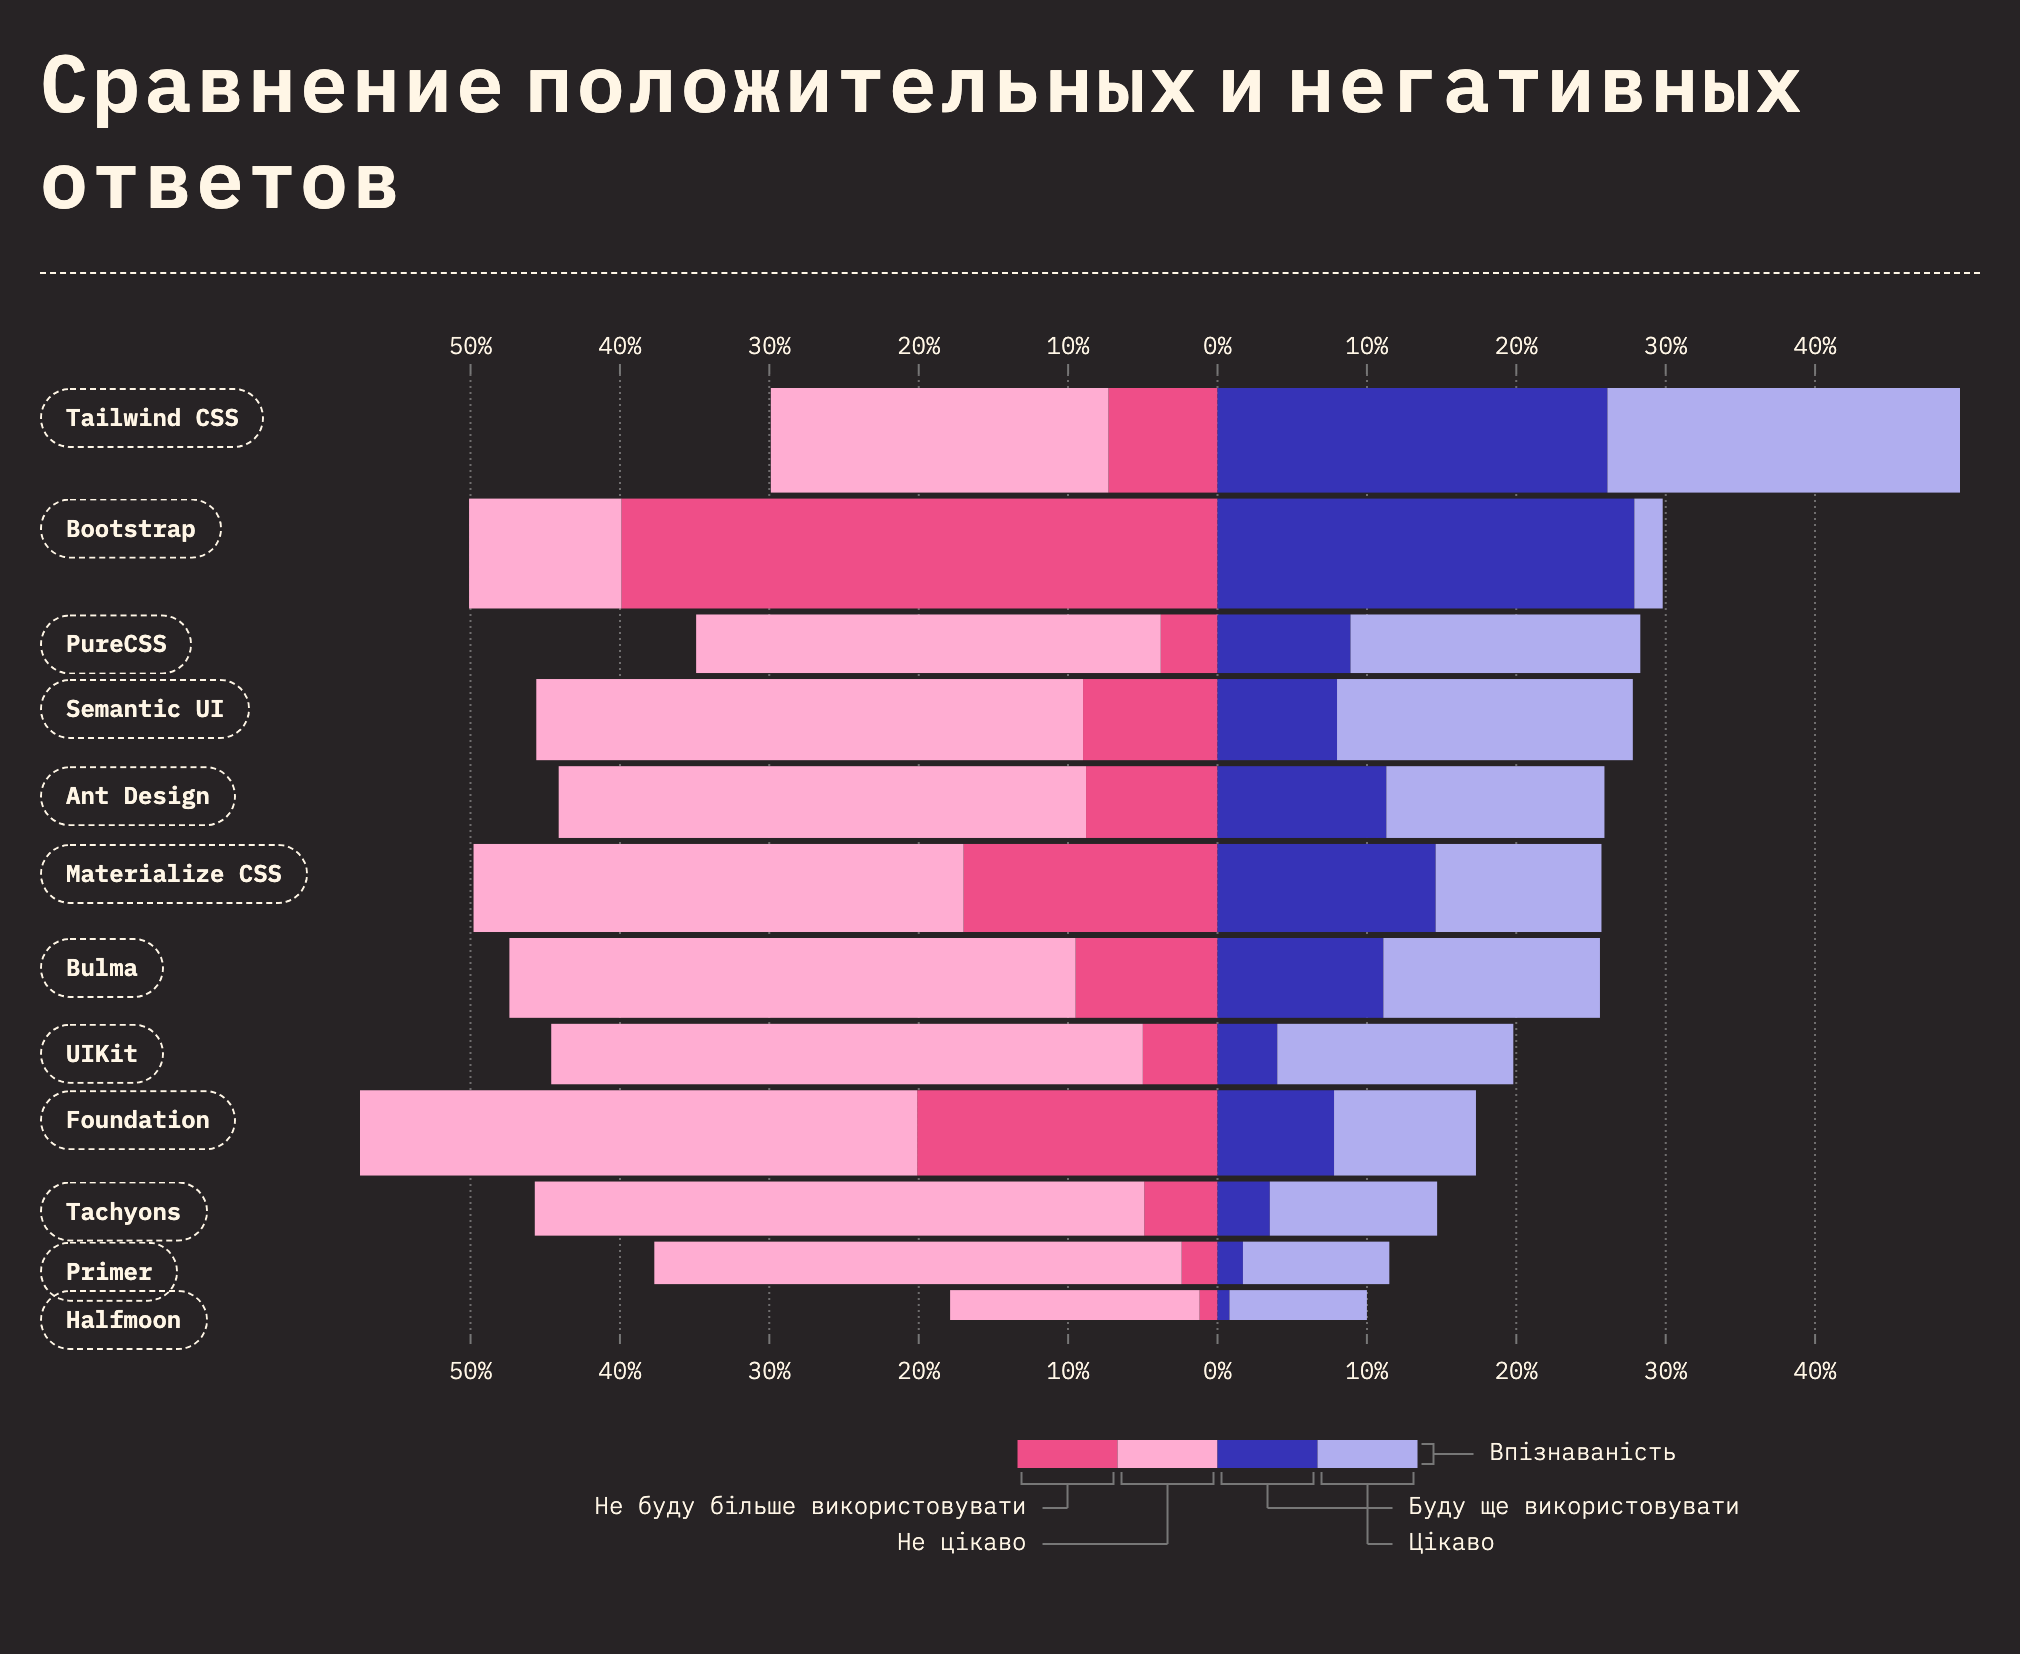 Сравнение положительных и негативных
ответов
50% 40% 30% 20% 10% 0% 10% 20% 30% 40%
Tailwind CSS
Bootstrap
PureCSS
Semantic UI
Ant Design
Materialize CSS
Bulma
UIKit
Foundation
Tachyons
Primer
Halfmoon
50% 40% 30% 20% 10% 0% 10% 20% 30% 40%
Впізнаваність
Не буду більше використовувати
Буду ще використовувати
Не цікаво
Цікаво